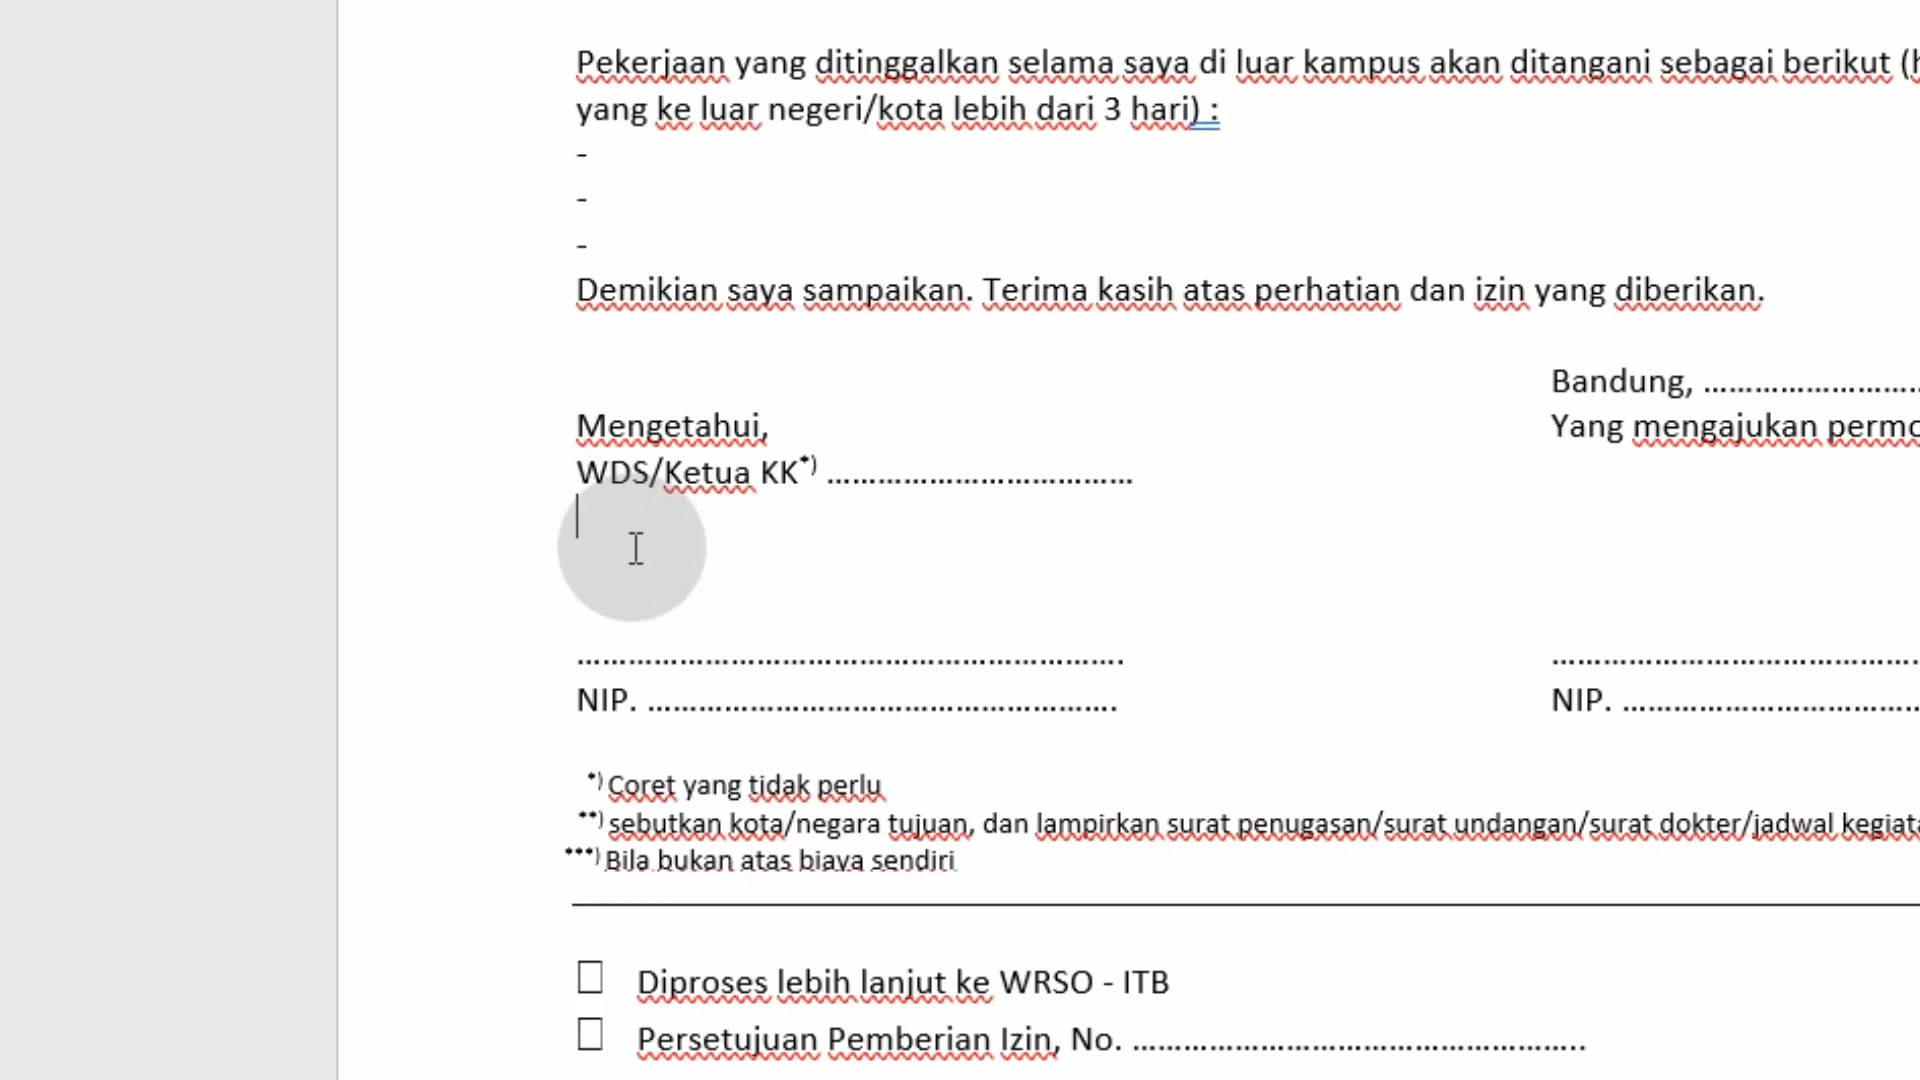 Pekerjaan yang ditinggalkan selama saya di luar kampus akan ditangani sebagai berikut (h
yang ke luar negeri/kota lebih dari 3 hari) :
-
-
-
Demikian saya sampaikan. Terima kasih atas perhatian dan izin yang diberikan.
Bandung, ..............................
Mengetahui,
Yang mengajukan permo
WDS/Ketua KK*) ....................................
................................................................. ............................................
NIP. ....................................................... NIP. ...................................
*) Coret yang tidak perlu
**) sebutkan kota/negara tujuan, dan lampirkan surat penugasan/surat undangan/surat dokter/jadwal kegiata
***) Bila bukan atas biaya sendiri
☐ Diproses lebih lanjut ke WRSO - ITB
☐ Persetujuan Pemberian Izin, No. .....................................................